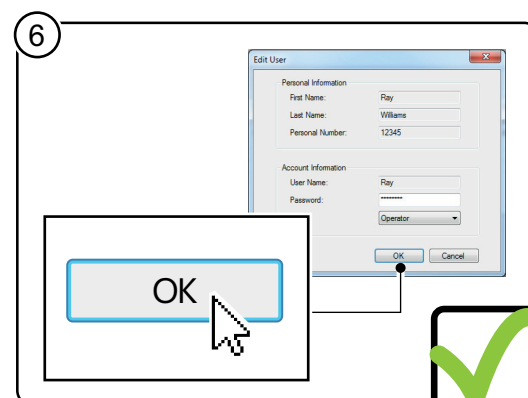 6
Edit User
Personal Information
First Name: Ray
Last Name: Williams
Personal Number: 12345
Account Information
User Name: Ray
Password: ********
Operator
OK Cancel
OK